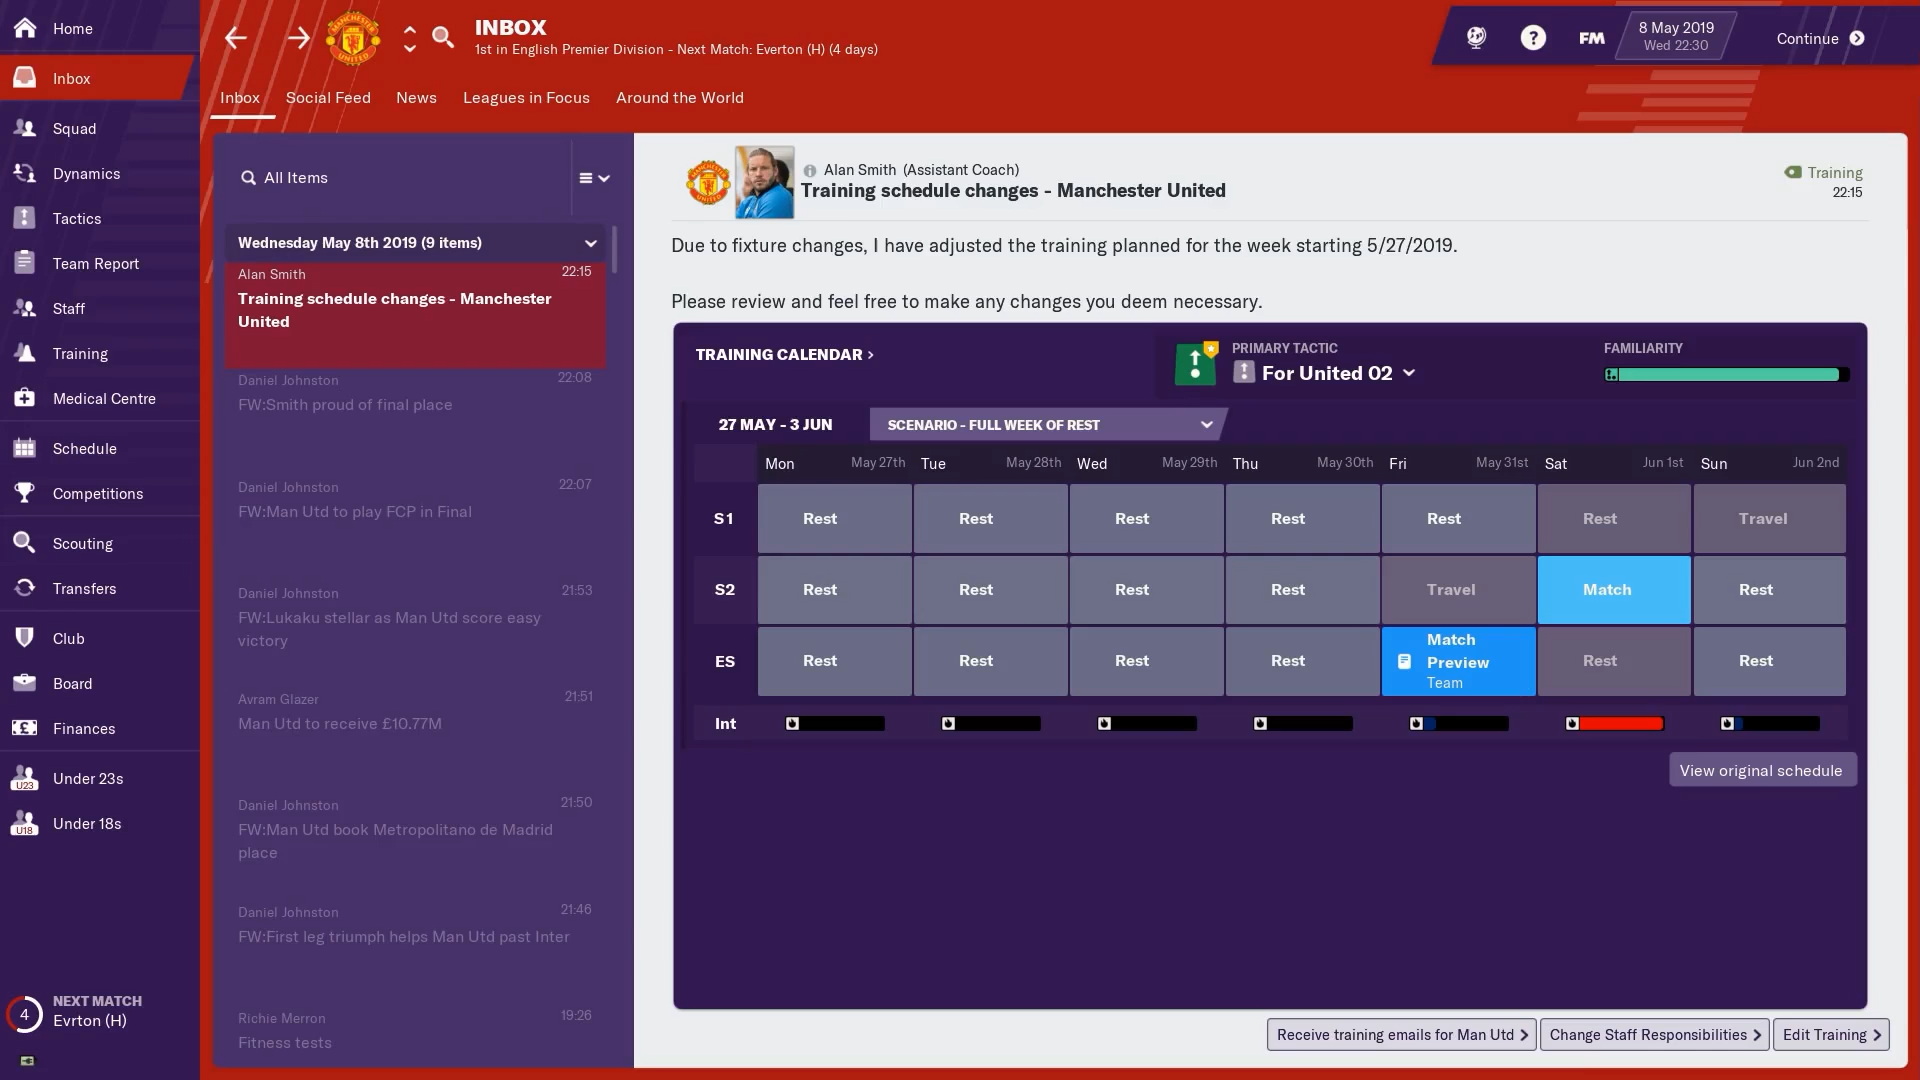 Home
Inbox
Squad
Dynamics
Tactics
Team Report
Staff
Training
Medical Centre
Schedule
Competitions
Scouting
Transfers
Club
Board
Finances
U23
Under 23s
U18
Under 18s
NEXT MATCH
4
Evrton (H)
INBOX
1st in English Premier Division - Next Match: Everton (H) (4 days)
FM
8 May 2019
Wed 22:30
Continue
Inbox
Social Feed
News
Leagues in Focus
Around the World
All Items
Wednesday May 8th 2019 (9 items)
Alan Smith 22:15
Training schedule changes - Manchester
United
Daniel Johnston 22:08
FW:Smith proud of final place
Daniel Johnston 22:07
FW:Man Utd to play FCP in Final
Daniel Johnston 21:53
FW:Lukaku stellar as Man Utd score easy
victory
Avram Glazer 21:51
Man Utd to receive £10.77M
Daniel Johnston 21:50
FW:Man Utd book Metropolitano de Madrid
place
Daniel Johnston 21:46
FW:First leg triumph helps Man Utd past Inter
Richie Merron 19:26
Fitness tests
Alan Smith (Assistant Coach)
Training schedule changes - Manchester United
Training
22:15
Due to fixture changes, I have adjusted the training planned for the week starting 5/27/2019.
Please review and feel free to make any changes you deem necessary.
TRAINING CALENDAR
PRIMARY TACTIC
For United 02
FAMILIARITY
27 MAY - 3 JUN
SCENARIO - FULL WEEK OF REST
Mon May 27th Tue May 28th Wed May 29th Thu May 30th Fri May 31st Sat Jun 1st Sun Jun 2nd
S1 Rest Rest Rest Rest Rest Rest Travel
S2 Rest Rest Rest Rest Travel Match Rest
ES Rest Rest Rest Rest Match Preview Team Rest Rest
Int
View original schedule
Receive training emails for Man Utd
Change Staff Responsibilities
Edit Training